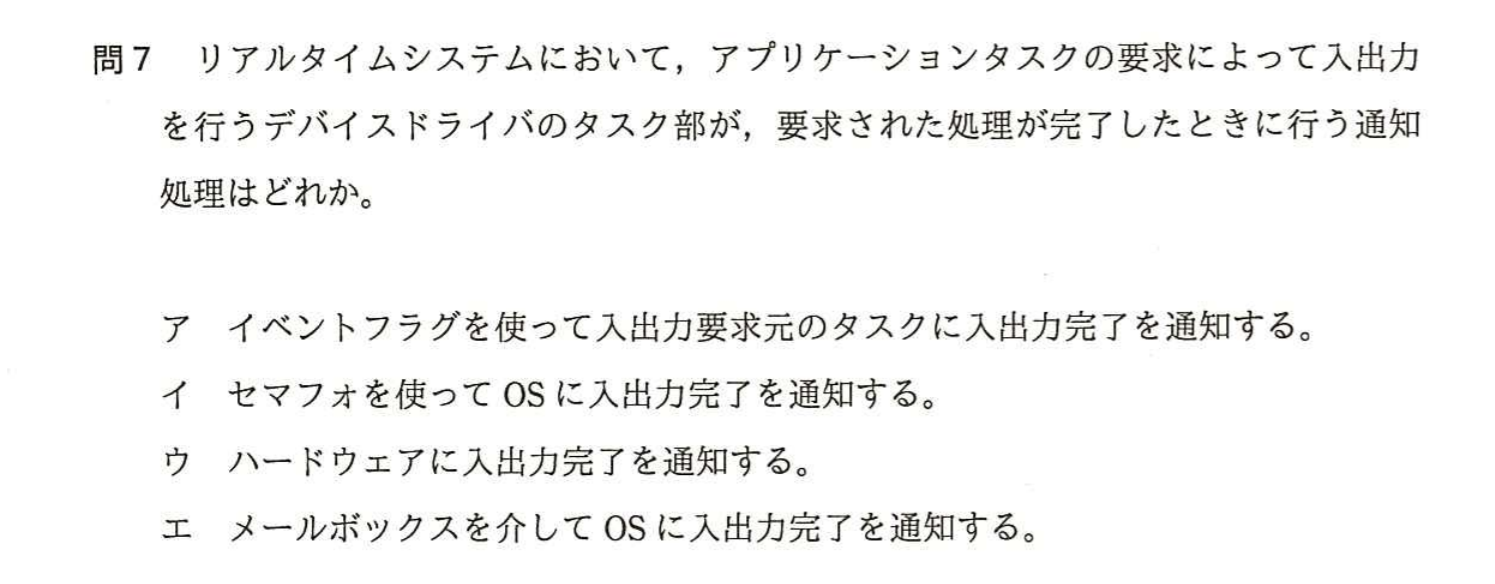 問7　リアルタイムシステムにおいて，アプリケーションタスクの要求によって入出力
を行うデバイスドライバのタスク部が，要求された処理が完了したときに行う通知
処理はどれか。
ア　イベントフラグを使って入出力要求元のタスクに入出力完了を通知する。
イ　セマフォを使って OS に入出力完了を通知する。
ウ　ハードウェアに入出力完了を通知する。
エ　メールボックスを介して OS に入出力完了を通知する。